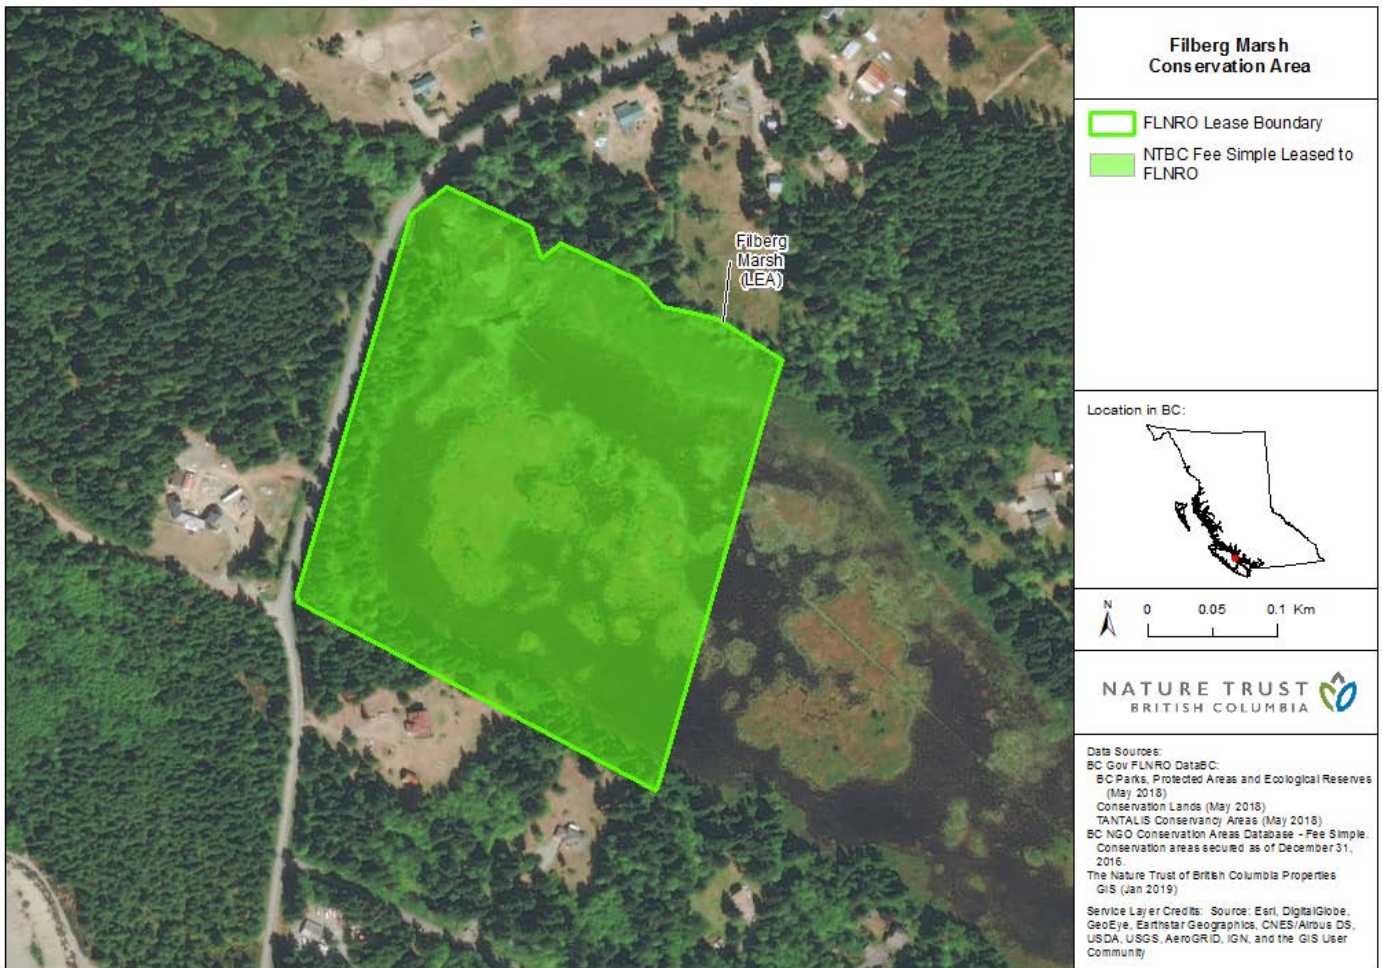 Filberg Marsh
Conservation Area
FLNRO Lease Boundary
NTBC Fee Simple Leased to
FLNRO
Filberg
Marsh
(LEA)
Location in BC:
N
0 0.05 0.1 Km
NATURE TRUST
BRITISH COLUMBIA
Data Sources:
BC Gov FLNRO DataBC:
BC Parks, Protected Areas and Ecological Reserves
(May 2018)
Conservation Lands (May 2018)
TANTALIS Conservancy Areas (May 2018)
BC NGO Conservation Areas Database - Fee Simple.
Conservation areas secured as of December 31,
2016.
The Nature Trust of British Columbia Properties
GIS (Jan 2019)
Service Layer Credits: Source: Esri, DigitalGlobe,
GeoEye, Earthstar Geographics, CNES/Airbus DS,
USDA, USGS, AeroGRID, IGN, and the GIS User
Community